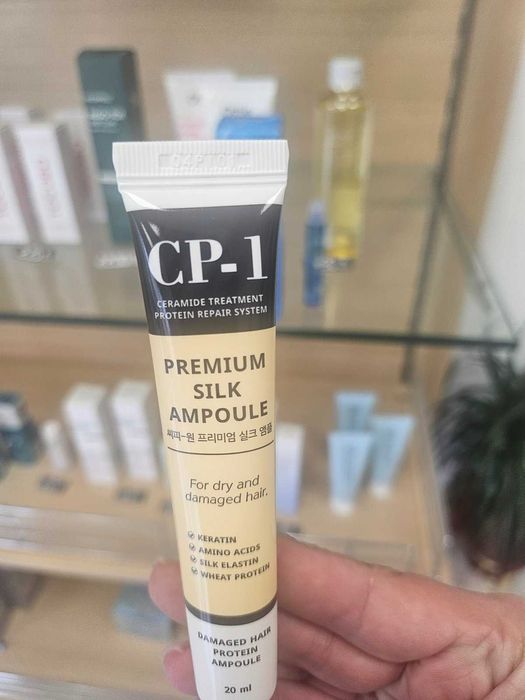 CP-1
CERAMIDE TREATMENT
PROTEIN REPAIR SYSTEM
PREMIUM
SILK
AMPOULE
씨피-원 프리미엄 실크 앰플
For dry and
damaged hair.
KERATIN
AMINO ACIDS
SILK ELASTIN
WHEAT PROTEIN
DAMAGED HAIR
PROTEIN
AMPOULE
20 ml